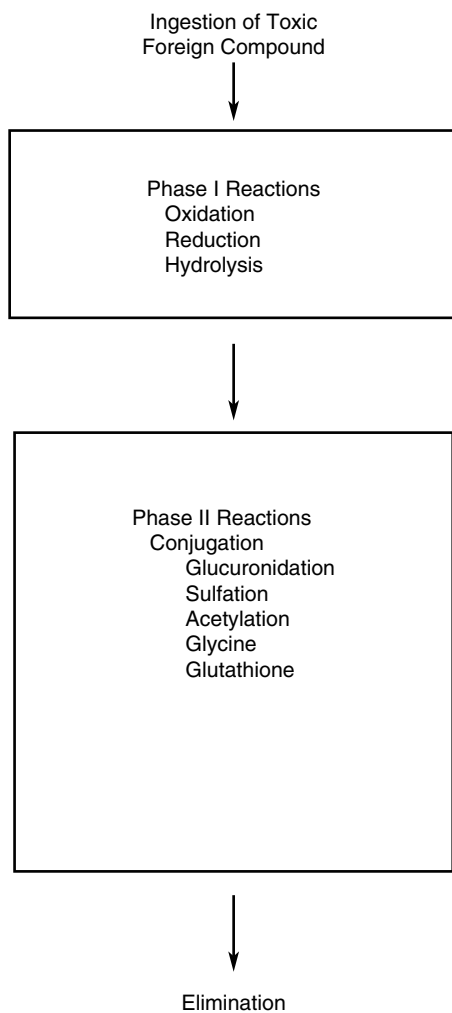 Ingestion of Toxic
Foreign Compound
Phase I Reactions
Oxidation
Reduction
Hydrolysis
Phase II Reactions
Conjugation
Glucuronidation
Sulfation
Acetylation
Glycine
Glutathione
Elimination